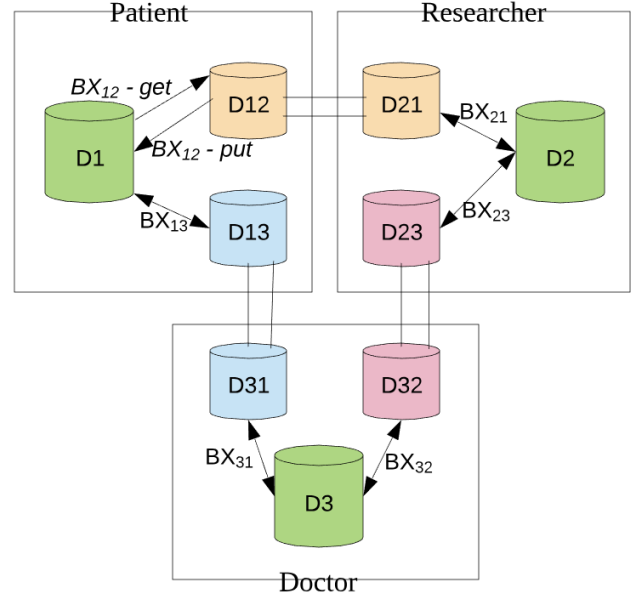 Patient
Researcher
BX12 - get
D12
D21
BX21
D1
BX12 - put
D2
BX13
D13
D23
BX23
D31
D32
BX31
BX32
D3
Doctor